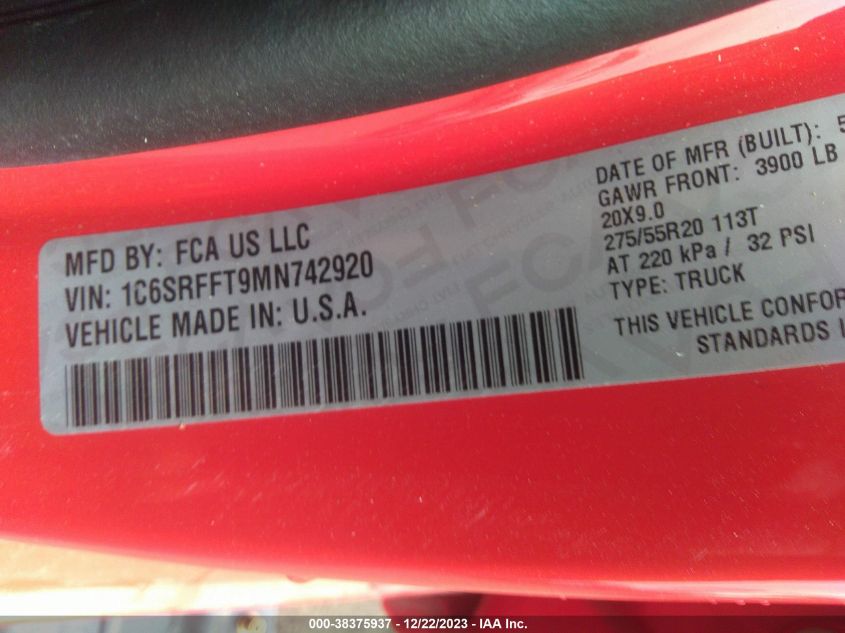 MFD BY: FCA US LLC
VIN: 1C6SRFFT9MN742920
VEHICLE MADE IN: U.S.A.
DATE OF MFR (BUILT): 5
GAWR FRONT: 3900 LB
20X9.0
275/55R20 113T
AT 220 kPa / 32 PSI
TYPE: TRUCK
THIS VEHICLE CONFOR
STANDARDS I
000-38375937 - 12/22/2023 - IAA Inc.